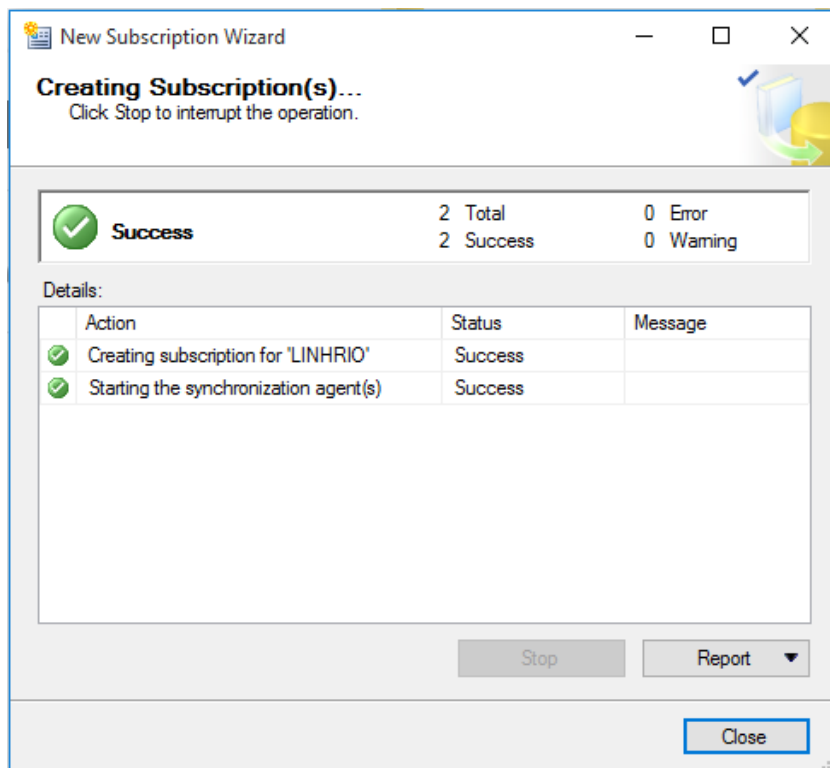 New Subscription Wizard
Creating Subscription(s)...
Click Stop to interrupt the operation.
Success 2 Total 0 Error
2 Success 0 Warning
Details:
Action Status Message
Creating subscription for 'LINHRIO' Success
Starting the synchronization agent(s) Success
Stop Report
Close